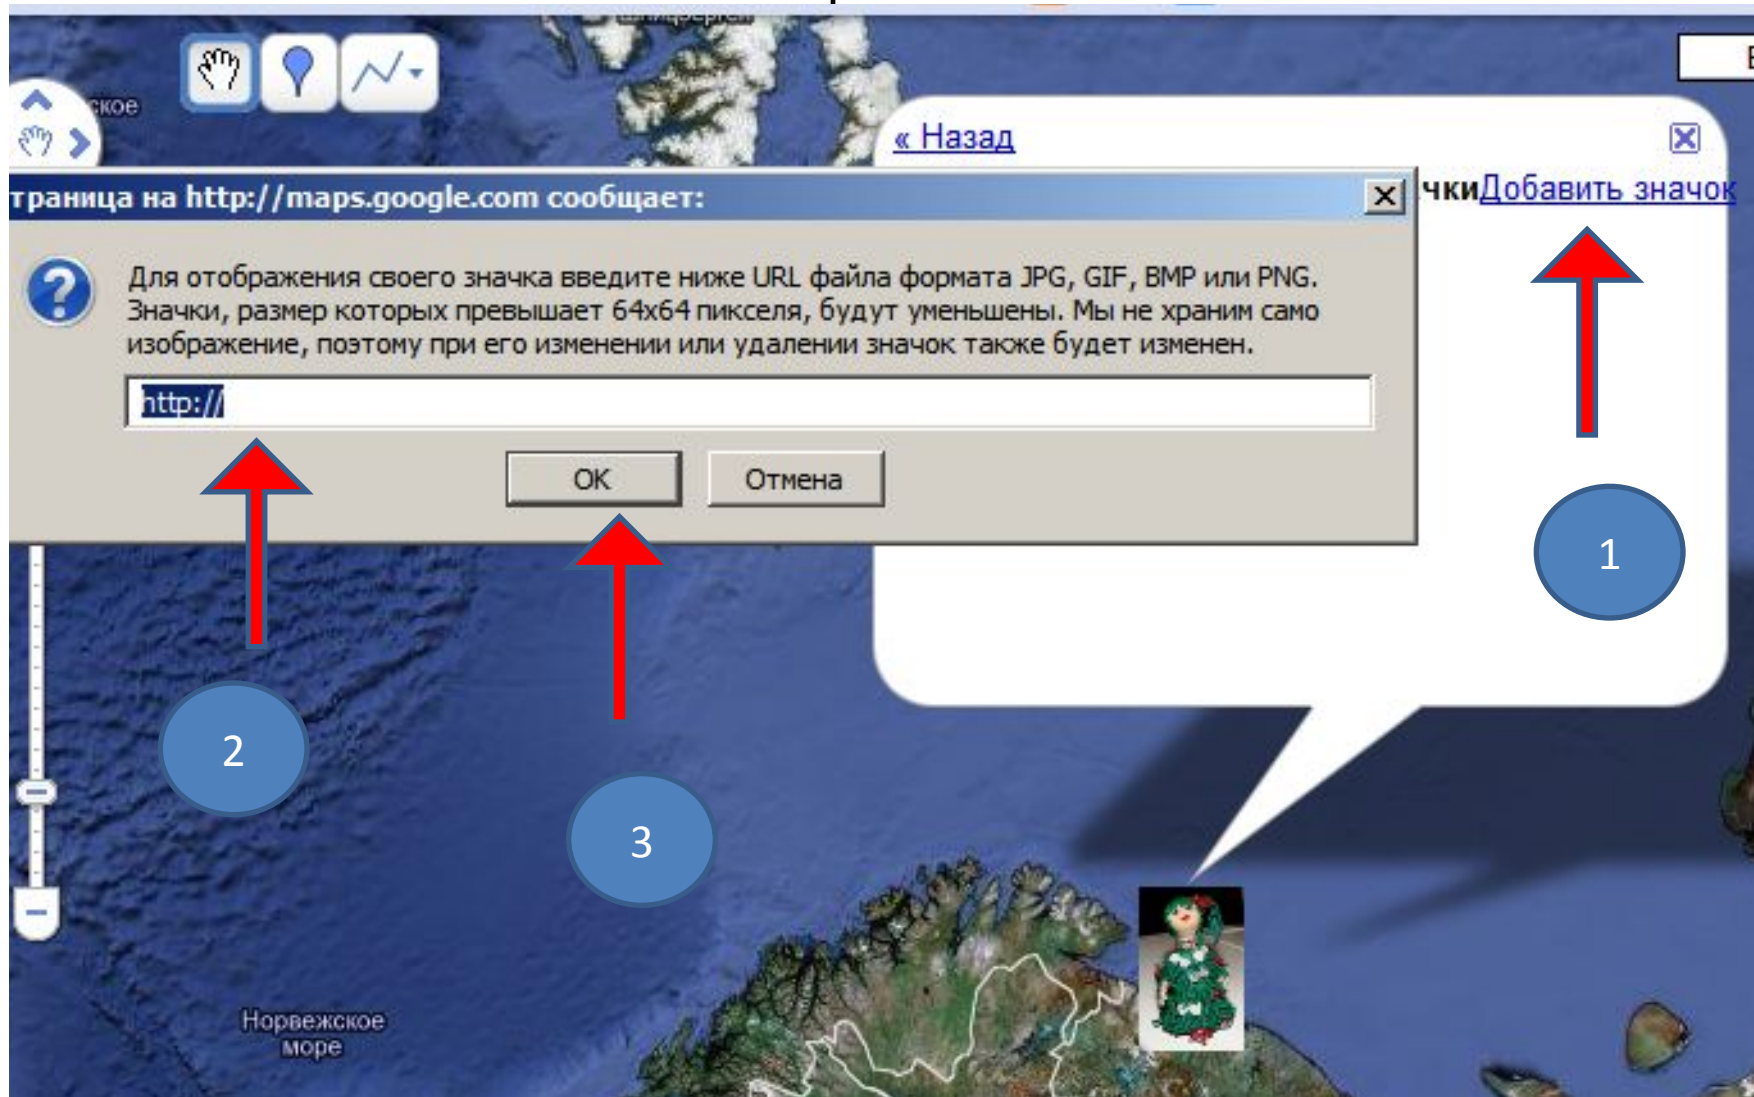 ское
« Назад
чкиДобавить значок
траница на http://maps.google.com сообщает:
Для отображения своего значка введите ниже URL файла формата JPG, GIF, BMP или PNG.
Значки, размер которых превышает 64x64 пикселя, будут уменьшены. Мы не храним само
изображение, поэтому при его изменении или удалении значок также будет изменен.
http://
OK
Отмена
1
2
3
Норвежское
море